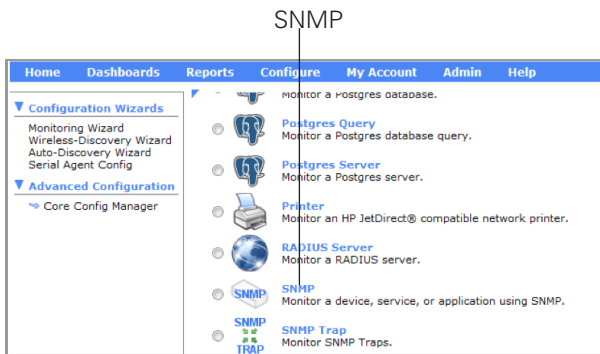 SNMP
Home Dashboards Reports Configure My Account Admin Help
Configuration Wizards
Monitoring Wizard
Wireless-Discovery Wizard
Auto-Discovery Wizard
Serial Agent Config
Advanced Configuration
Core Config Manager
Monitor a Postgres database.
Postgres Query
Monitor a Postgres database query.
Postgres Server
Monitor a Postgres server.
Printer
Monitor an HP JetDirect® compatible network printer.
RADIUS Server
Monitor a RADIUS server.
SNMP
SNMP
Monitor a device, service, or application using SNMP.
SNMP
TRAP
SNMP Trap
Monitor SNMP Traps.